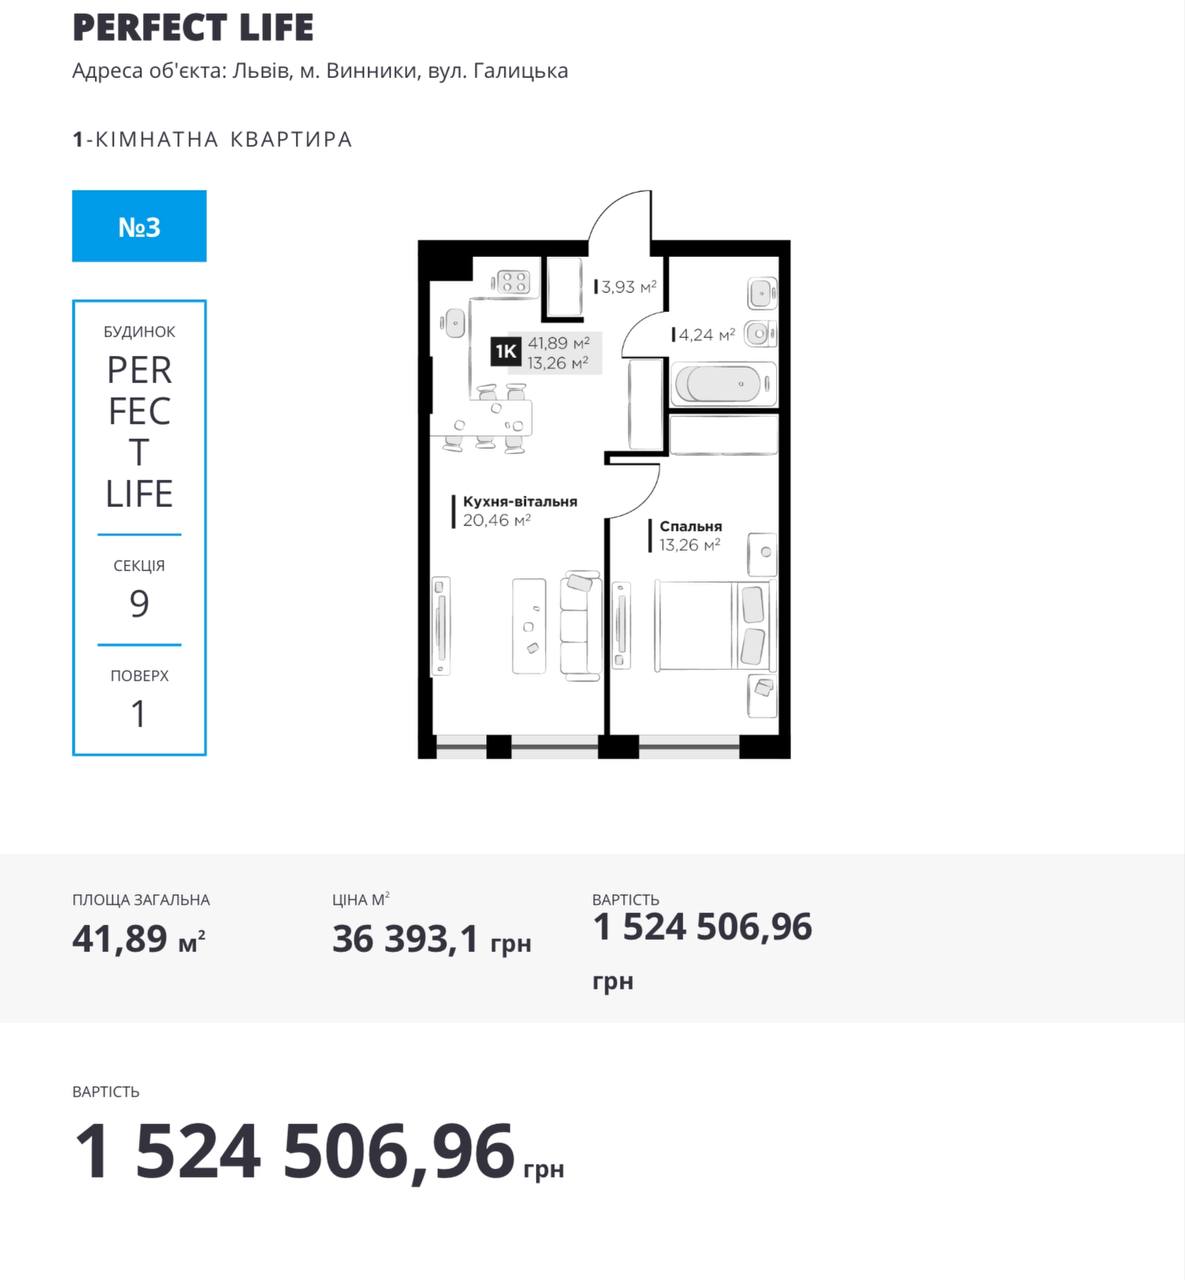 PERFECT LIFE
Адреса об'єкта: Львів, м. Винники, вул. Галицька
1-КІМНАТНА КВАРТИРА
№3
БУДИНОК
PER
FEC
T
LIFE
СЕКЦІЯ
9
ПОВЕРХ
1
3,93 м²
4,24 м²
1К
41,89 м²
13,26 м²
Кухня-вітальня
20,46 м²
Спальня
13,26 м²
ПЛОЩА ЗАГАЛЬНА
41,89 м²
ЦІНА М²
36 393,1 грн
ВАРТІСТЬ
1 524 506,96
грн
ВАРТІСТЬ
1 524 506,96 грн